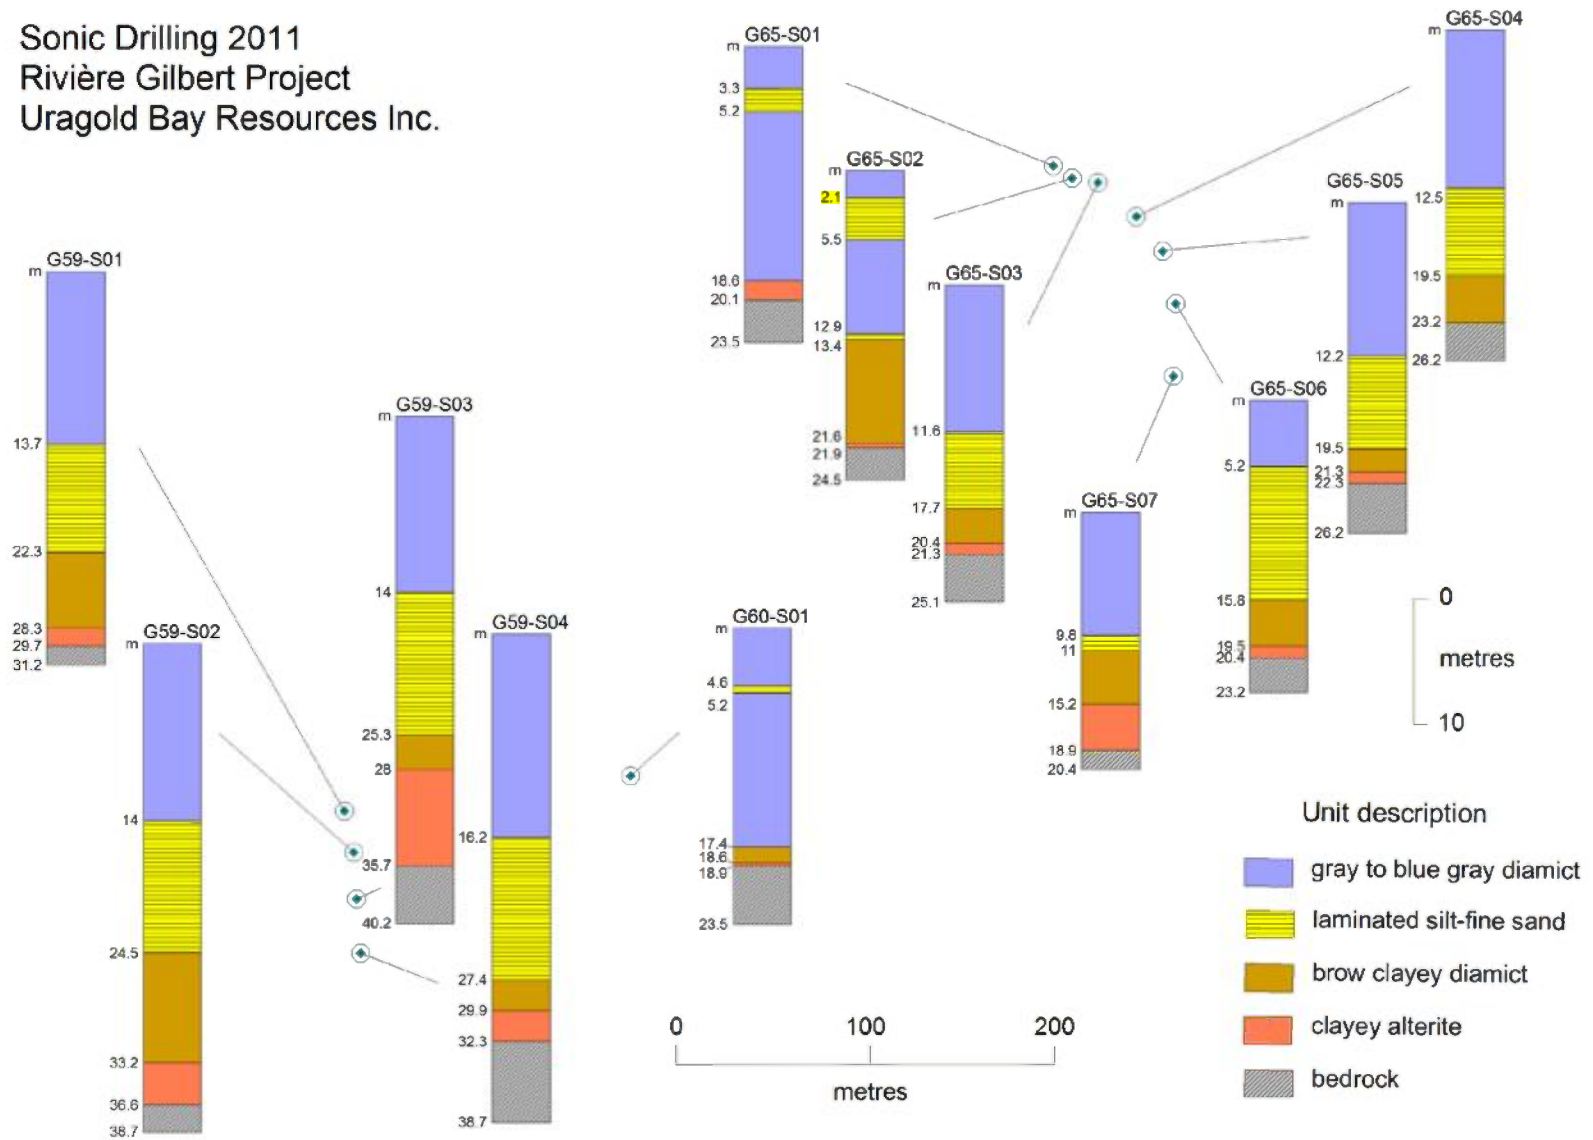 Sonic Drilling 2011
Rivière Gilbert Project
Uragold Bay Resources Inc.
G65-S01
m
3.3
5.2
18.6
20.1
23.5
G65-S02
m
2.1
5.5
12.9
13.4
21.6
21.9
24.5
G65-S03
m
11.6
17.7
20.4
21.3
25.1
G65-S04
m
12.5
19.5
23.2
26.2
G65-S05
m
12.2
19.5
21.3
22.3
26.2
G65-S06
m
5.2
15.8
19.5
20.4
23.2
G65-S07
m
9.8
11
15.2
18.9
20.4
G59-S01
m
13.7
22.3
28.3
29.7
31.2
G59-S02
m
14
24.5
33.2
36.6
38.7
G59-S03
m
14
25.3
28
35.7
40.2
G59-S04
m
16.2
27.4
29.9
32.3
38.7
G60-S01
m
4.6
5.2
17.4
18.6
18.9
23.5
0
metres
10
0 100 200
metres
Unit description
gray to blue gray diamict
laminated silt-fine sand
brow clayey diamict
clayey alterite
bedrock